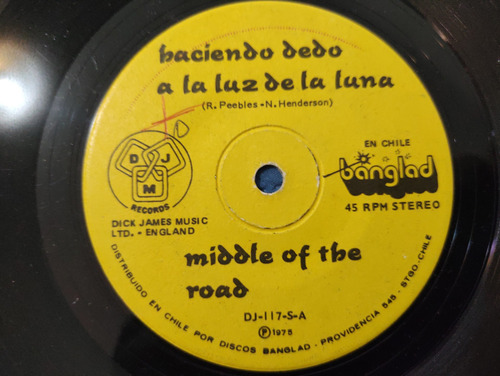 haciendo dedo
a la luz de la luna
(R. Peebles - N. Henderson)
D J
M
RECORDS
DICK JAMES MUSIC
LTD. - ENGLAND
EN CHILE
banglad
45 RPM STEREO
middle of the
road
DJ-117-S-A
Ⓟ 1975
DISTRIBUIDO EN CHILE POR DISCOS BANGLAD - PROVIDENCIA 545 - STGO. CHILE